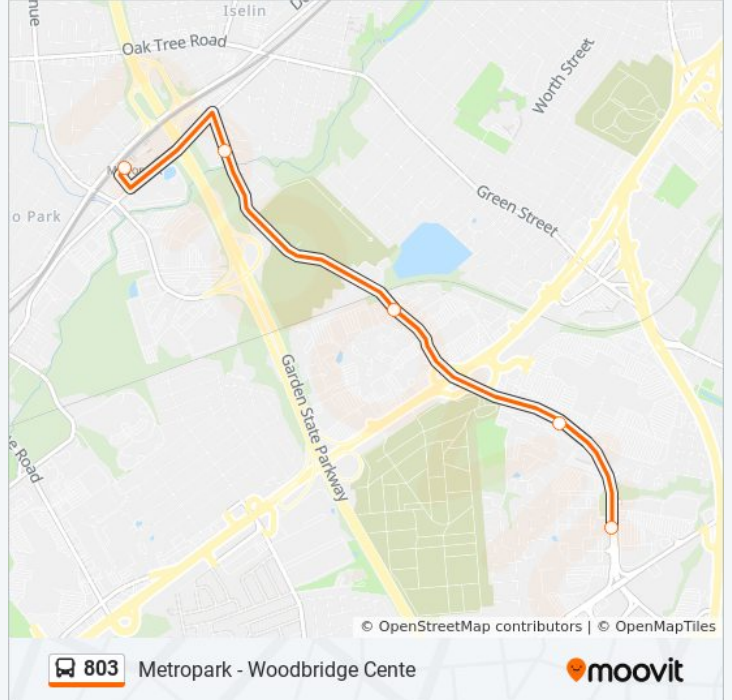 nue
Iselin
Oak Tree Road
Worth Street
Green Street
o Park
Garden State Parkway
e Road
© OpenStreetMap contributors | © OpenMapTiles
803 Metropark - Woodbridge Cente
moovit